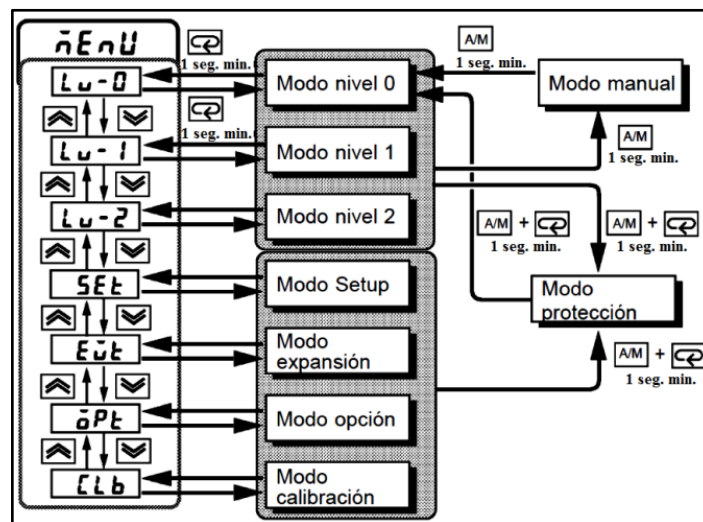 mEnU
Lu-0
Lu-1
Lu-2
SEt
Eut
oPt
CLb
1 seg. min.
1 seg. min.
Modo nivel 0
Modo nivel 1
Modo nivel 2
Modo Setup
Modo
expansión
Modo opción
Modo
calibración
A/M
1 seg. min.
Modo manual
A/M
1 seg. min.
A/M +
1 seg. min.
A/M +
1 seg. min.
Modo
protección
A/M +
1 seg. min.